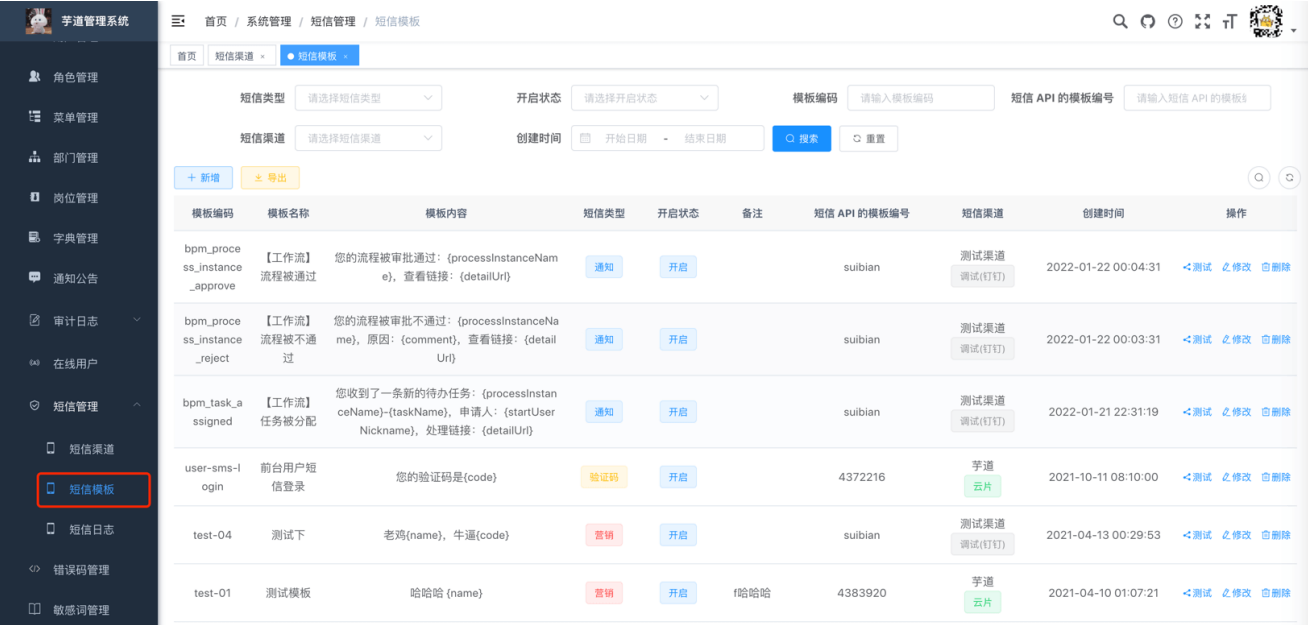 芋道管理系统
首页 / 系统管理 / 短信管理 / 短信模板
首页
短信渠道 ×
短信模板 ×
角色管理
菜单管理
部门管理
岗位管理
字典管理
通知公告
审计日志
在线用户
短信管理
短信渠道
短信模板
短信日志
错误码管理
敏感词管理
短信类型 请选择短信类型
开启状态 请选择开启状态
模板编码 请输入模板编码
短信 API 的模板编号 请输入短信 API 的模板
短信渠道 请选择短信渠道
创建时间 开始日期 - 结束日期
搜索
重置
+ 新增
导出
模板编码 模板名称 模板内容 短信类型 开启状态 备注 短信 API 的模板编号 短信渠道 创建时间 操作
bpm_proce
ss_instance
_approve
【工作流】
流程被通过
您的流程被审批通过：{processInstanceNam
e}，查看链接：{detailUrl}
通知
开启
suibian
测试渠道
调试(钉钉)
2022-01-22 00:04:31
测试 修改 删除
bpm_proce
ss_instance
_reject
【工作流】
流程被不通
过
您的流程被审批不通过：{processInstanceNa
me}，原因：{comment}，查看链接：{detail
Url}
通知
开启
suibian
测试渠道
调试(钉钉)
2022-01-22 00:03:31
测试 修改 删除
bpm_task_a
ssigned
【工作流】
任务被分配
您收到了一条新的待办任务：{processInstan
ceName}-{taskName}，申请人：{startUser
Nickname}，处理链接：{detailUrl}
通知
开启
suibian
测试渠道
调试(钉钉)
2022-01-21 22:31:19
测试 修改 删除
user-sms-l
ogin
前台用户短
信登录
您的验证码是{code}
验证码
开启
4372216
芋道
云片
2021-10-11 08:10:00
测试 修改 删除
test-04
测试下
老鸡{name}，牛逼{code}
营销
开启
suibian
测试渠道
调试(钉钉)
2021-04-13 00:29:53
测试 修改 删除
test-01
测试模板
哈哈哈 {name}
营销
开启
f哈哈哈
4383920
芋道
云片
2021-04-10 01:07:21
测试 修改 删除